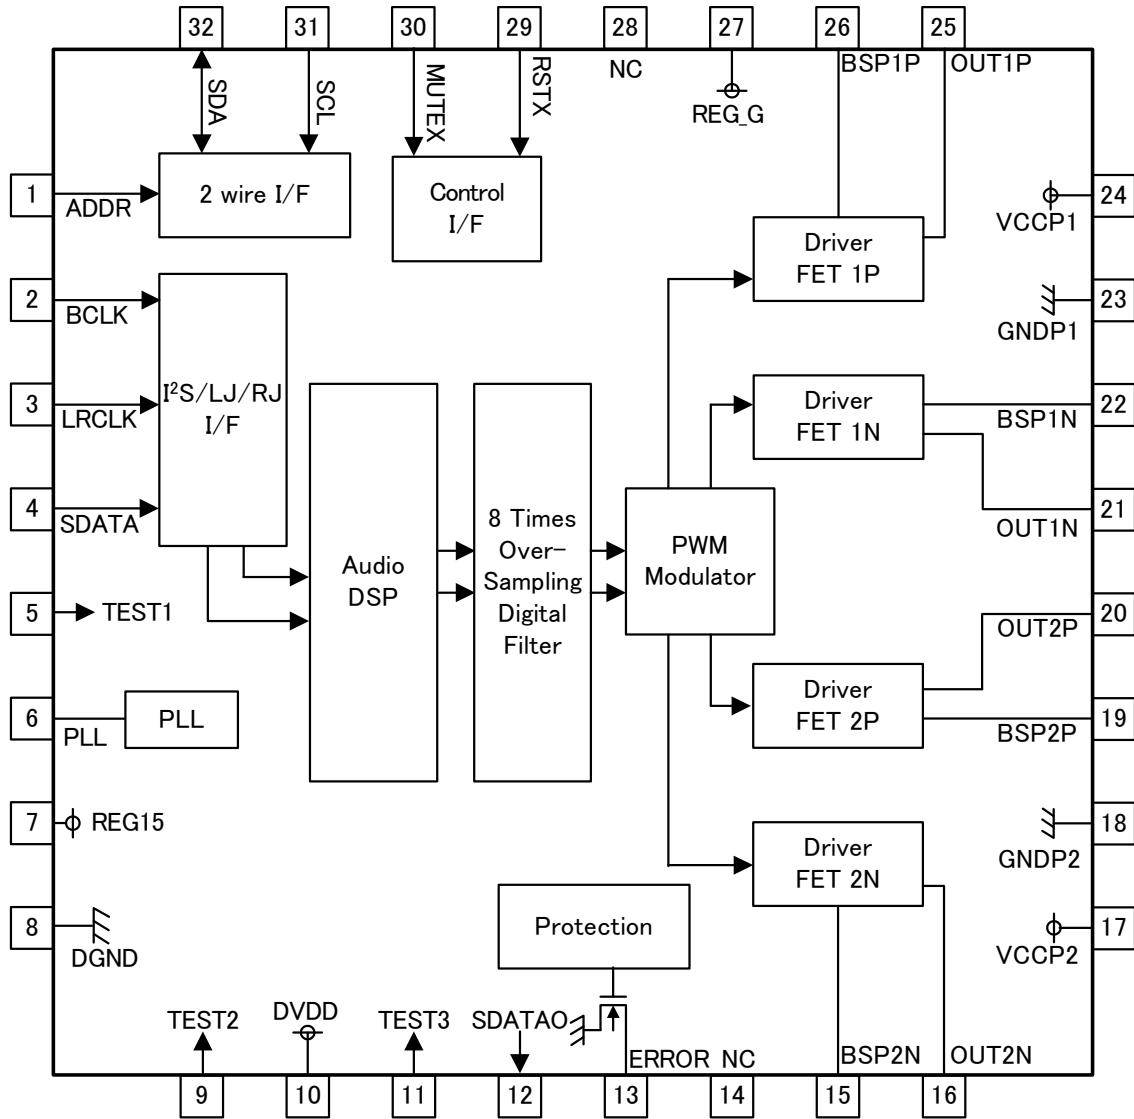 32
31
30
29
28
27
26
25
SDA
SCL
MUTEX
RSTX
NC
REG_G
BSP1P
OUT1P
1
ADDR
2 wire I/F
Control
I/F
Driver
FET 1P
VCCP1
24
2
BCLK
GNDP1
23
3
LRCLK
I²S/LJ/RJ
I/F
Driver
FET 1N
BSP1N
22
4
SDATA
OUT1N
21
Audio
DSP
8 Times
Over-
Sampling
Digital
Filter
PWM
Modulator
5
TEST1
OUT2P
20
6
PLL
PLL
Driver
FET 2P
BSP2P
19
7
REG15
GNDP2
18
Driver
FET 2N
8
DGND
Protection
VCCP2
17
TEST2
DVDD
TEST3
SDATAO
ERROR
NC
BSP2N
OUT2N
9
10
11
12
13
14
15
16